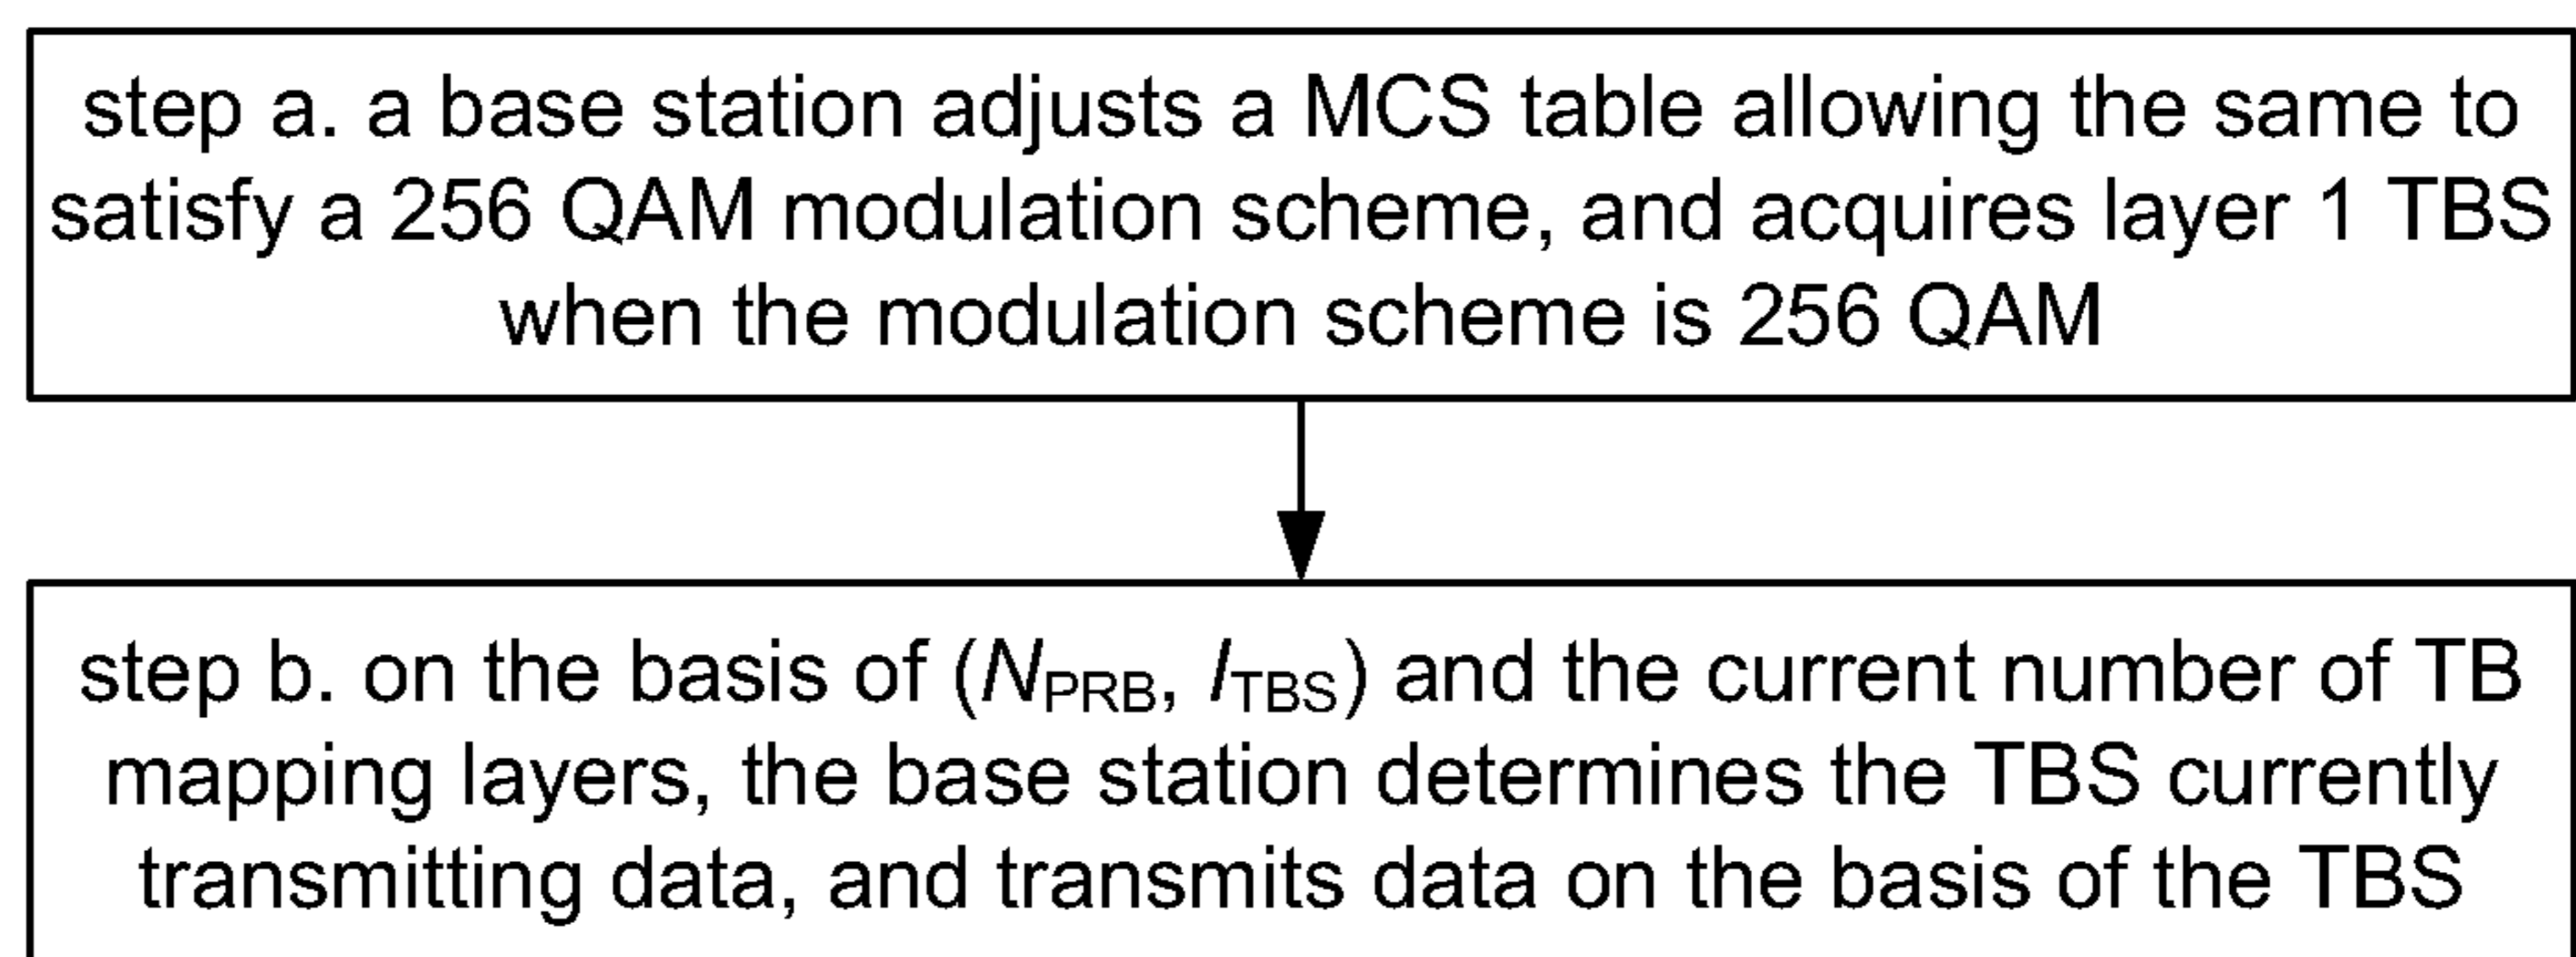 step a. a base station adjusts a MCS table allowing the same to
satisfy a 256 QAM modulation scheme, and acquires layer 1 TBS
when the modulation scheme is 256 QAM
step b. on the basis of (N_PRB, I_TBS) and the current number of TB
mapping layers, the base station determines the TBS currently
transmitting data, and transmits data on the basis of the TBS